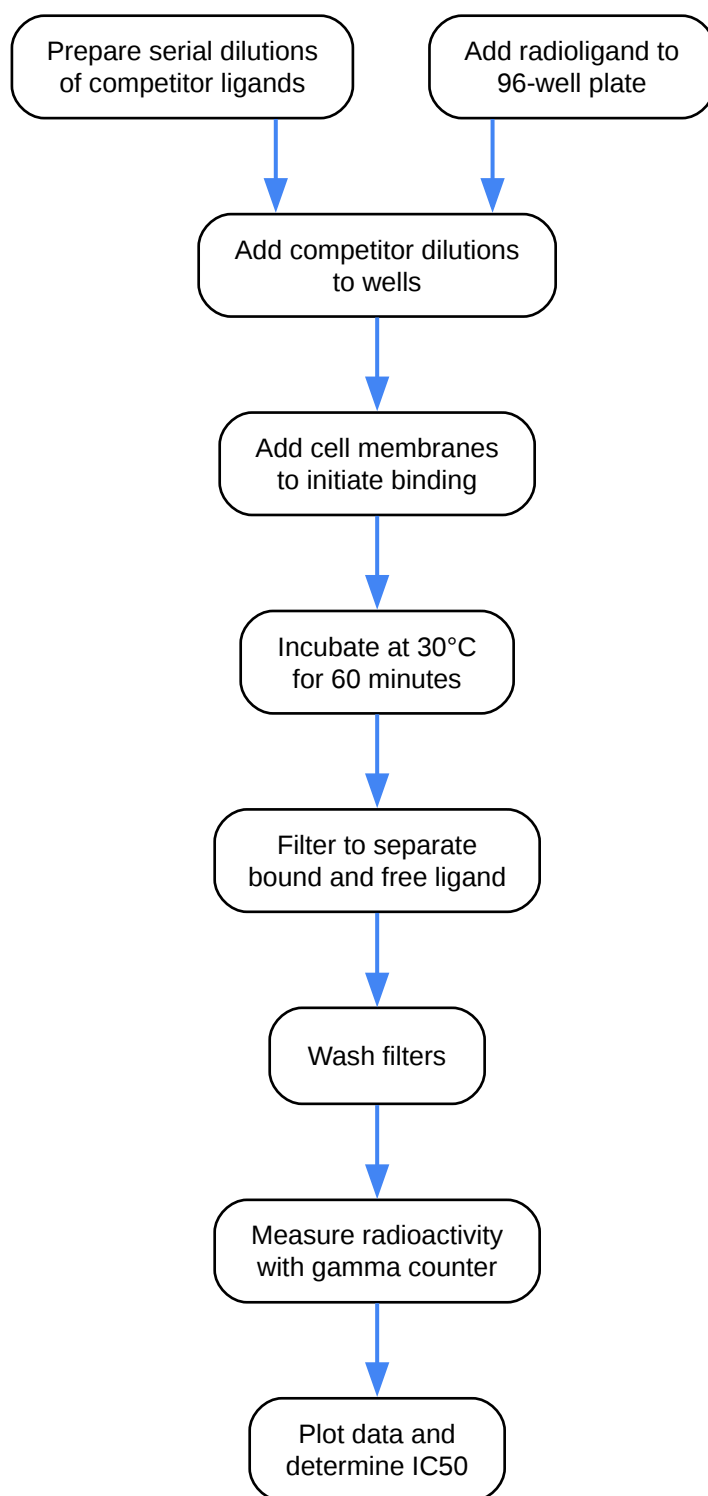 Prepare serial dilutions
of competitor ligands
Add radioligand to
96-well plate
Add competitor dilutions
to wells
Add cell membranes
to initiate binding
Incubate at 30°C
for 60 minutes
Filter to separate
bound and free ligand
Wash filters
Measure radioactivity
with gamma counter
Plot data and
determine IC50